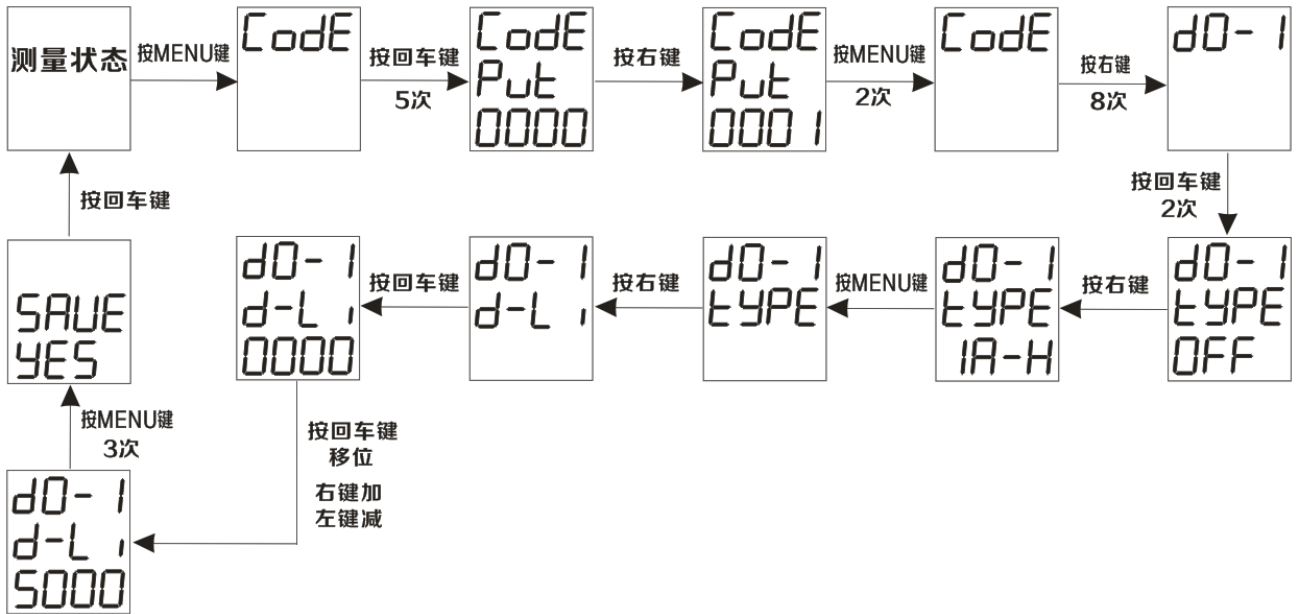 测量状态
按MENU键
CodE
按回车键
5次
CodE
Put
0000
按右键
CodE
Put
0001
按MENU键
2次
CodE
按右键
8次
dO-1
按回车键
2次
dO-1
tYPE
OFF
按右键
dO-1
tYPE
1A-H
按MENU键
dO-1
tYPE
按右键
dO-1
d-Li
按回车键
dO-1
d-Li
0000
按回车键
移位
右键加
左键减
dO-1
d-Li
5000
按MENU键
3次
SAVE
YES
按回车键